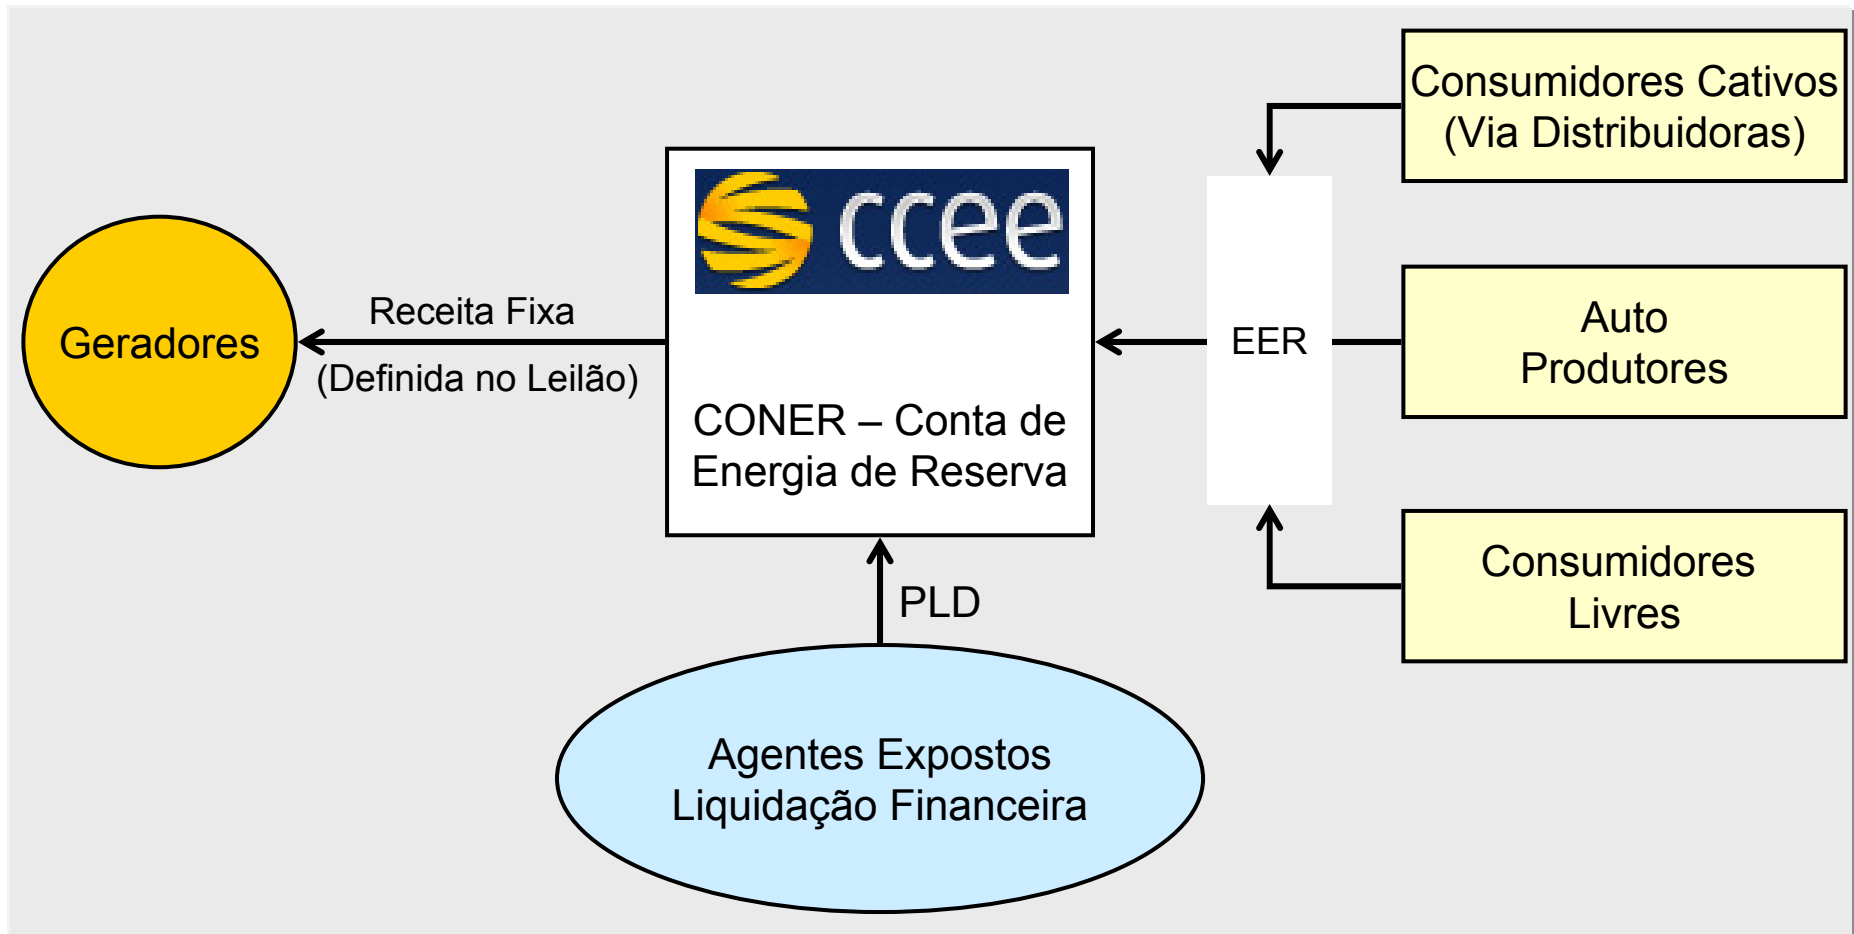 Consumidores Cativos
(Via Distribuidoras)
ccee
Geradores
Receita Fixa
(Definida no Leilão)
EER
Auto
Produtores
CONER – Conta de
Energia de Reserva
Consumidores
Livres
PLD
Agentes Expostos
Liquidação Financeira